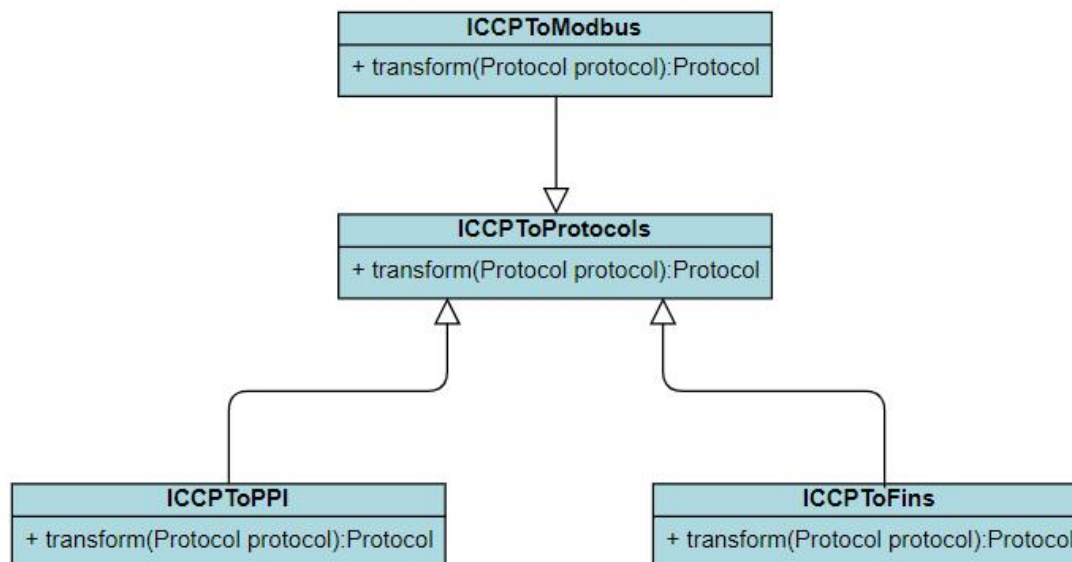 ICCPToModbus
+ transform(Protocol protocol):Protocol
ICCPToProtocols
+ transform(Protocol protocol):Protocol
ICCPToPPI
+ transform(Protocol protocol):Protocol
ICCPToFins
+ transform(Protocol protocol):Protocol